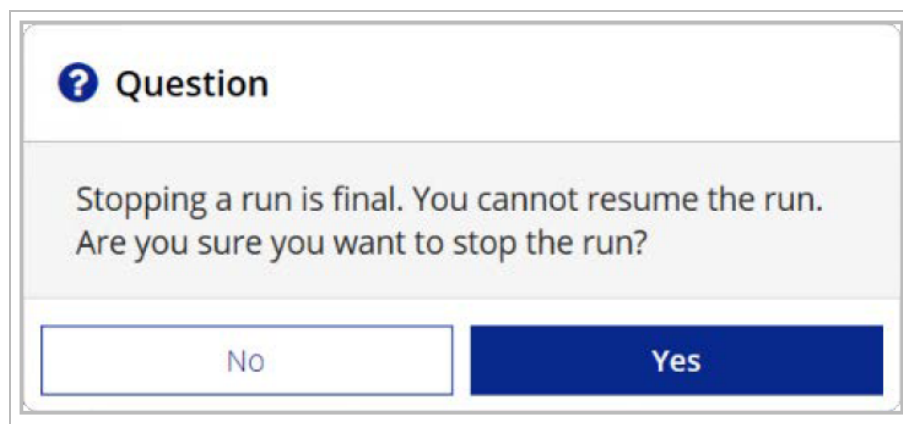 Question
Stopping a run is final. You cannot resume the run.
Are you sure you want to stop the run?
No
Yes